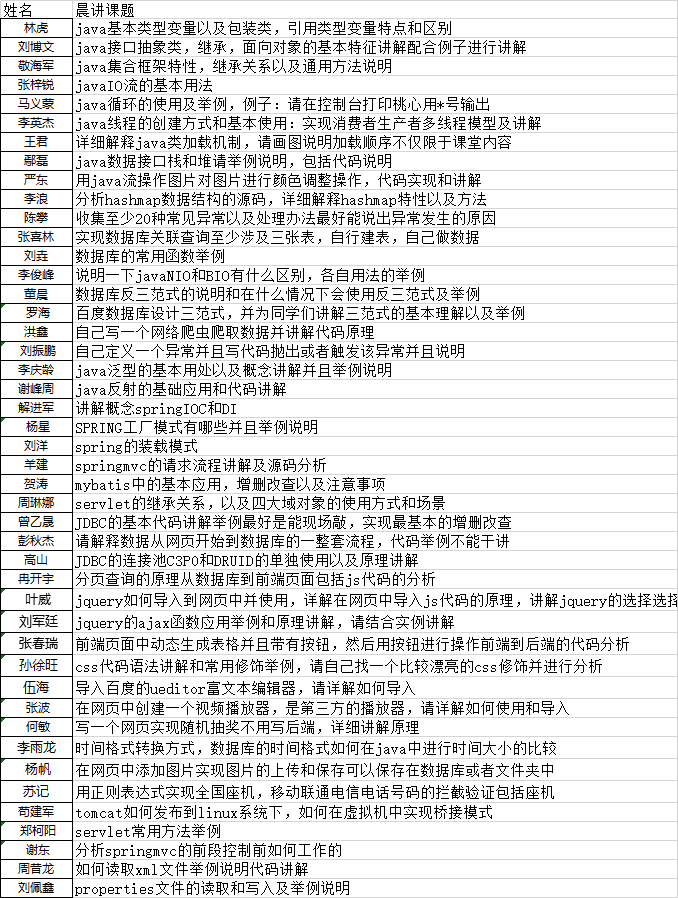 姓名 晨讲课题
林虎 java基本类型变量以及包装类，引用类型变量特点和区别
刘博文 java接口抽象类，继承，面向对象的基本特征讲解配合例子进行讲解
敬海军 java集合框架特性，继承关系以及通用方法说明
张梓锐 javaIO流的基本用法
马义蒙 java循环的使用及举例，例子：请在控制台打印桃心用*号输出
李英杰 java线程的创建方式和基本使用：实现消费者生产者多线程模型及讲解
王君 详细解释java类加载机制，请画图说明加载顺序不仅限于课堂内容
鄢磊 java数据接口栈和堆请举例说明，包括代码说明
严东 用java流操作图片对图片进行颜色调整操作，代码实现和讲解
李浪 分析hashmap数据结构的源码，详细解释hashmap特性以及方法
陈攀 收集至少20种常见异常以及处理办法最好能说出异常发生的原因
张喜林 实现数据库关联查询至少涉及三张表，自行建表，自己做数据
刘垚 数据库的常用函数举例
李俊峰 说明一下javaNIO和BIO有什么区别，各自用法的举例
董晨 数据库反三范式的说明和在什么情况下会使用反三范式及举例
罗海 百度数据库设计三范式，并为同学们讲解三范式的基本理解以及举例
洪鑫 自己写一个网络爬虫爬取数据并讲解代码原理
刘振鹏 自己定义一个异常并且写代码抛出或者触发该异常并且说明
李庆龄 java泛型的基本用处以及概念讲解并且举例说明
谢峰周 java反射的基础应用和代码讲解
解进军 讲解概念springIOC和DI
杨星 SPRING工厂模式有哪些并且举例说明
刘洋 spring的装载模式
羊建 springmvc的请求流程讲解及源码分析
贺涛 mybatis中的基本应用，增删改查以及注意事项
周琳娜 servlet的继承关系，以及四大域对象的使用方式和场景
曾乙晟 JDBC的基本代码讲解举例最好是能现场敲，实现最基本的增删改查
彭秋杰 请解释数据从网页开始到数据库的一整套流程，代码举例不能干讲
高山 JDBC的连接池C3P0和DRUID的单独使用以及原理讲解
冉开宇 分页查询的原理从数据库到前端页面包括js代码的分析
叶威 jquery如何导入到网页中并使用，详解在网页中导入js代码的原理，讲解jquery的选择选择
刘军廷 jquery的ajax函数应用举例和原理讲解，请结合实例讲解
张春瑞 前端页面中动态生成表格并且带有按钮，然后用按钮进行操作前端到后端的代码分析
孙徐旺 css代码语法讲解和常用修饰举例，请自己找一个比较漂亮的css修饰并进行分析
伍海 导入百度的ueditor富文本编辑器，请详解如何导入
张波 在网页中创建一个视频播放器，是第三方的播放器，请详解如何使用和导入
何敏 写一个网页实现随机抽奖不用写后端，详细讲解原理
李雨龙 时间格式转换方式，数据库的时间格式如何在java中进行时间大小的比较
杨帆 在网页中添加图片实现图片的上传和保存可以保存在数据库或者文件夹中
苏记 用正则表达式实现全国座机，移动联通电信电话号码的拦截验证包括座机
苟建军 tomcat如何发布到linux系统下，如何在虚拟机中实现桥接模式
郑柯阳 servlet常用方法举例
谢东 分析springmvc的前段控制前如何工作的
周昔龙 如何读取xml文件举例说明代码讲解
刘佩鑫 properties文件的读取和写入及举例说明